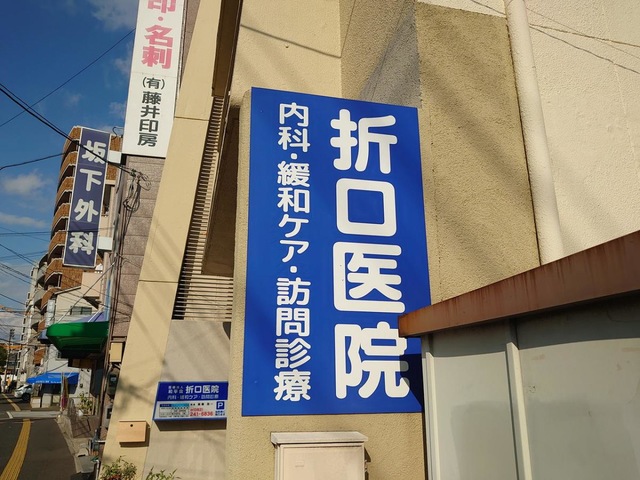 印・名刺
(有)藤井印房
坂下外科
折口医院
内科・緩和ケア・訪問診療
折口医院
内科・緩和ケア・訪問診療
241-6836
P